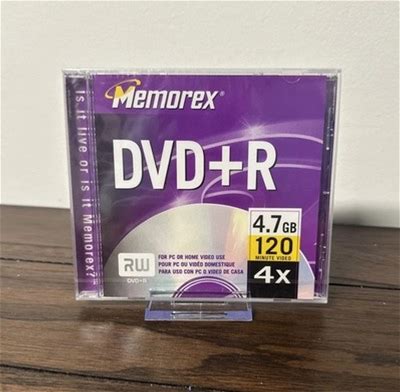 Is it live or is it Memorex?
Memorex®
DVD+R
4.7GB
120
MINUTE VIDEO
4x
RW
DVD+R
FOR PC OR HOME VIDEO USE
POUR PC OU VIDÉO DOMESTIQUE
PARA USO CON PC O VIDEO DE CASA